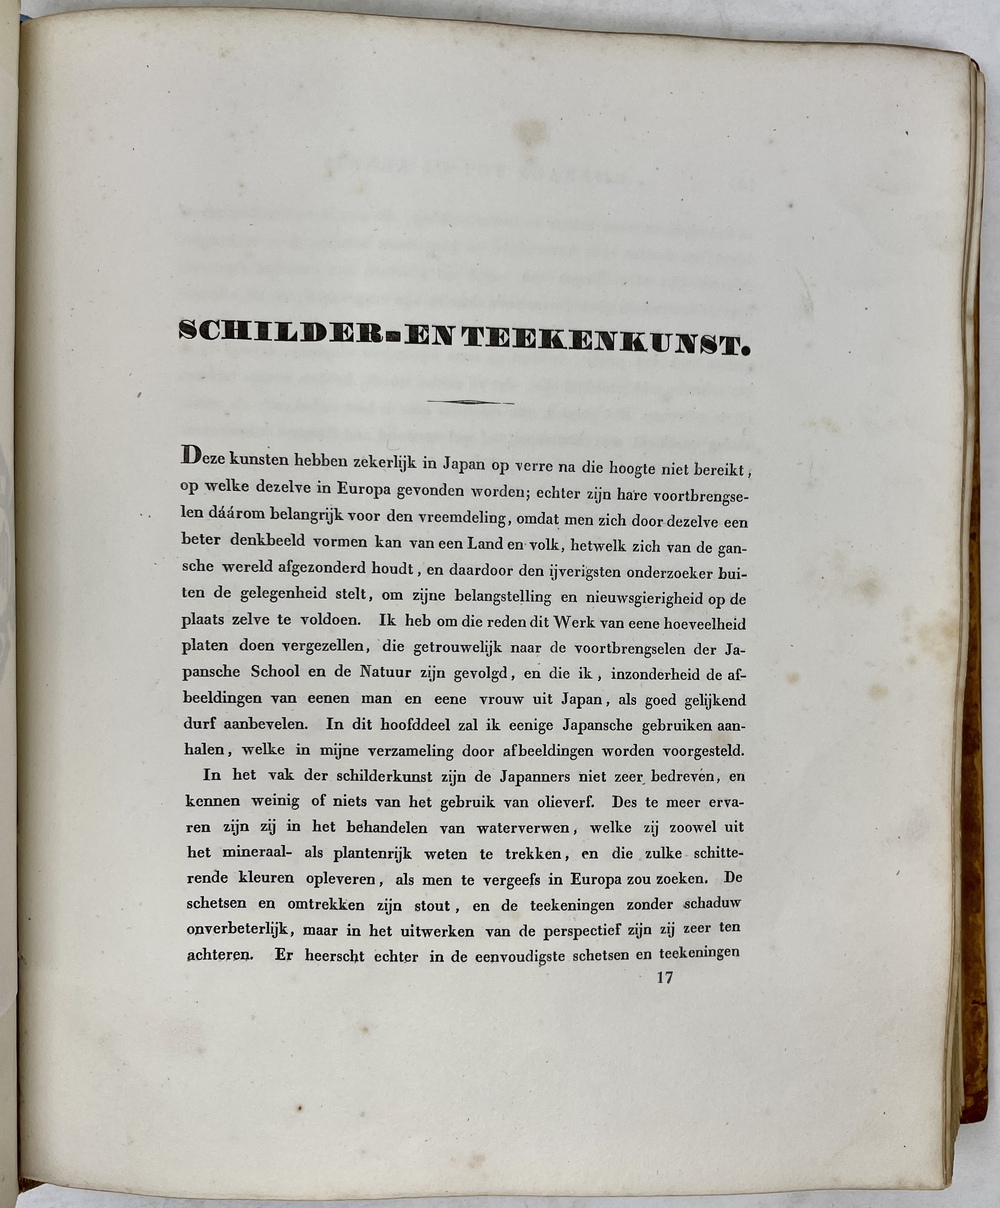 SCHILDER- EN TEEKENKUNST.
Deze kunsten hebben zekerlijk in Japan op verre na die hoogte niet bereikt,
op welke dezelve in Europa gevonden worden; echter zijn hare voortbrengse-
len dáárom belangrijk voor den vreemdeling, omdat men zich door dezelve een
beter denkbeeld vormen kan van een Land en volk, hetwelk zich van de gan-
sche wereld afgezonderd houdt, en daardoor den ijverigsten onderzoeker bui-
ten de gelegenheid stelt, om zijne belangstelling en nieuwsgierigheid op de
plaats zelve te voldoen. Ik heb om die reden dit Werk van eene hoeveelheid
platen doen vergezellen, die getrouwelijk naar de voortbrengselen der Ja-
pansche School en de Natuur zijn gevolgd, en die ik, inzonderheid de af-
beeldingen van eenen man en eene vrouw uit Japan, als goed gelijkend
durf aanbevelen. In dit hoofddeel zal ik eenige Japansche gebruiken aan-
halen, welke in mijne verzameling door afbeeldingen worden voorgesteld.
In het vak der schilderkunst zijn de Japanners niet zeer bedreven, en
kennen weinig of niets van het gebruik van olieverf. Des te meer erva-
ren zijn zij in het behandelen van waterverwen, welke zij zoowel uit
het mineraal- als plantenrijk weten te trekken, en die zulke schitte-
rende kleuren opleveren, als men te vergeefs in Europa zou zoeken. De
schetsen en omtrekken zijn stout, en de teekeningen zonder schaduw
onverbeterlijk, maar in het uitwerken van de perspectief zijn zij zeer ten
achteren. Er heerscht echter in de eenvoudigste schetsen en teekeningen
17